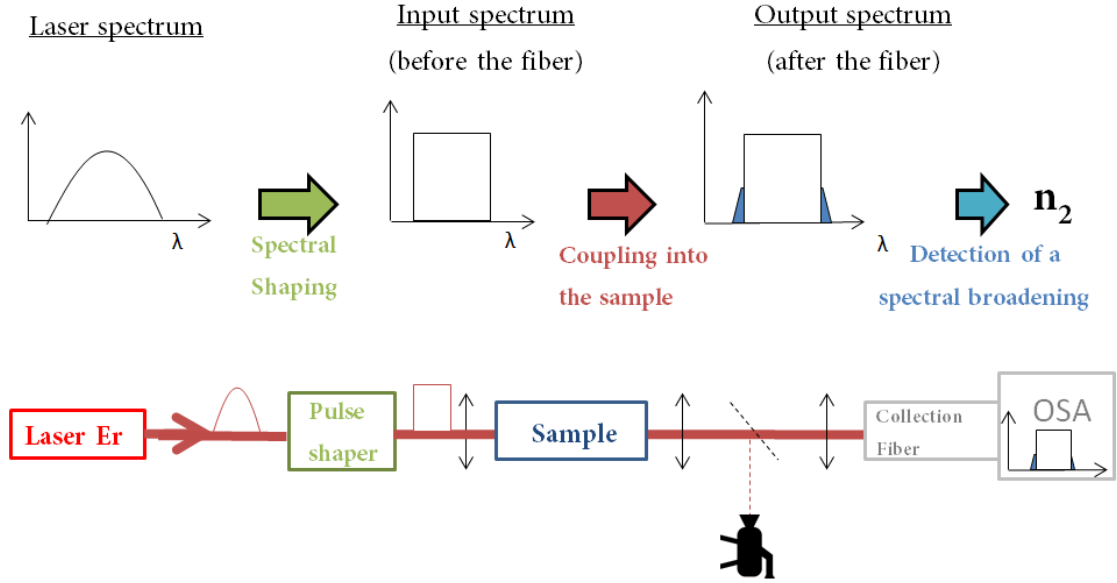 Laser spectrum
Input spectrum
(before the fiber)
Output spectrum
(after the fiber)
λ
Spectral
Shaping
λ
Coupling into
the sample
λ
n2
Detection of a
spectral broadening
Laser Er
Pulse
shaper
Sample
Collection
Fiber
OSA